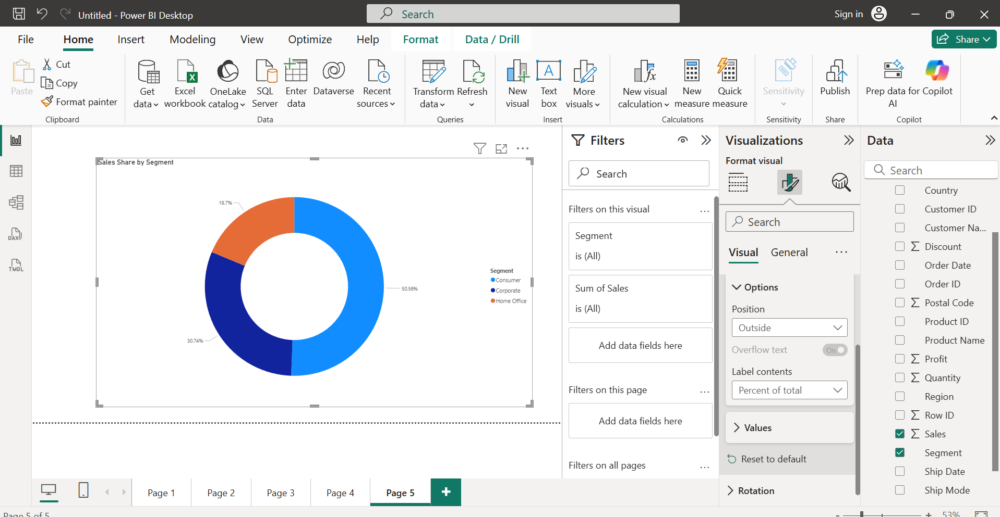 Untitled - Power BI Desktop
Search
Sign in
File
Home
Insert
Modeling
View
Optimize
Help
Format
Data / Drill
Share
Paste
Cut
Copy
Format painter
Clipboard
Get
data
Excel
workbook
OneLake
catalog
SQL
Server
Enter
data
Dataverse
Recent
sources
Data
Transform
data
Refresh
Queries
New
visual
A
Text
box
More
visuals
Insert
New visual
calculation
New
measure
Quick
measure
Calculations
Sensitivity
Sensitivity
Publish
Share
Prep data for
AI
Copilot
Copilot
DAX
TMDL
Sales Share by Segment
18.7%
50.56%
30.74%
Segment
Consumer
Corporate
Home Office
Filters
Search
Filters on this visual
...
Segment
is (All)
Sum of Sales
is (All)
Add data fields here
Filters on this page
...
Add data fields here
Filters on all pages
...
Visualizations
Format visual
Search
Visual
General
...
Options
Position
Outside
Overflow text
On
Label contents
Percent of total
Values
Reset to default
Rotation
Data
Search
Country
Customer ID
Customer Na...
Σ Discount
Order Date
Order ID
Σ Postal Code
Product ID
Product Name
Σ Profit
Σ Quantity
Region
Σ Row ID
Σ Sales
Segment
Ship Date
Ship Mode
Page 1
Page 2
Page 3
Page 4
Page 5
+
Page 5 of 5
- + 53%